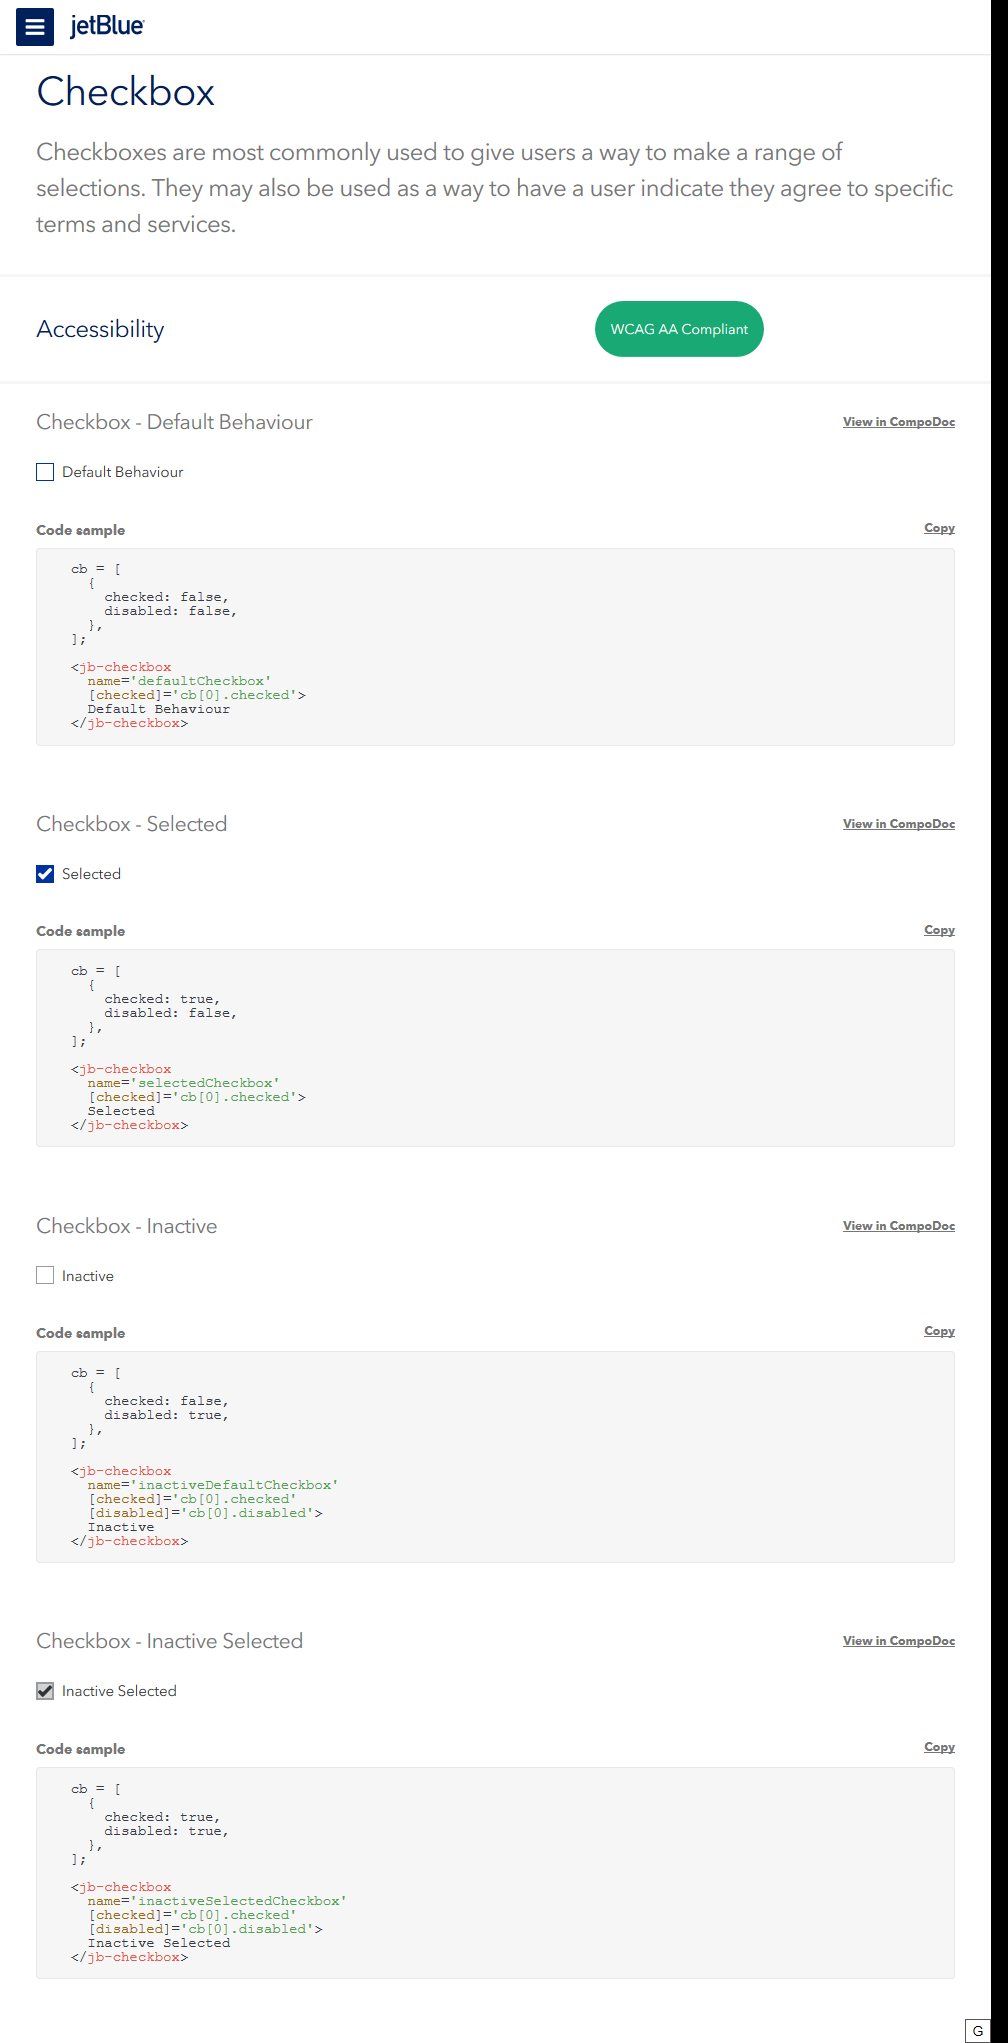 jetBlue
Checkbox
Checkboxes are most commonly used to give users a way to make a range of
selections. They may also be used as a way to have a user indicate they agree to specific
terms and services.
Accessibility
WCAG AA Compliant
Checkbox - Default Behaviour
View in CompoDoc
Default Behaviour
Code sample
Copy
cb = [
  {
    checked: false,
    disabled: false,
  },
];
<jb-checkbox
  name='defaultCheckbox'
  [checked]='cb[0].checked'>
  Default Behaviour
</jb-checkbox>
Checkbox - Selected
View in CompoDoc
Selected
Code sample
Copy
cb = [
  {
    checked: true,
    disabled: false,
  },
];
<jb-checkbox
  name='selectedCheckbox'
  [checked]='cb[0].checked'>
  Selected
</jb-checkbox>
Checkbox - Inactive
View in CompoDoc
Inactive
Code sample
Copy
cb = [
  {
    checked: false,
    disabled: true,
  },
];
<jb-checkbox
  name='inactiveDefaultCheckbox'
  [checked]='cb[0].checked'
  [disabled]='cb[0].disabled'>
  Inactive
</jb-checkbox>
Checkbox - Inactive Selected
View in CompoDoc
Inactive Selected
Code sample
Copy
cb = [
  {
    checked: true,
    disabled: true,
  },
];
<jb-checkbox
  name='inactiveSelectedCheckbox'
  [checked]='cb[0].checked'
  [disabled]='cb[0].disabled'>
  Inactive Selected
</jb-checkbox>
G